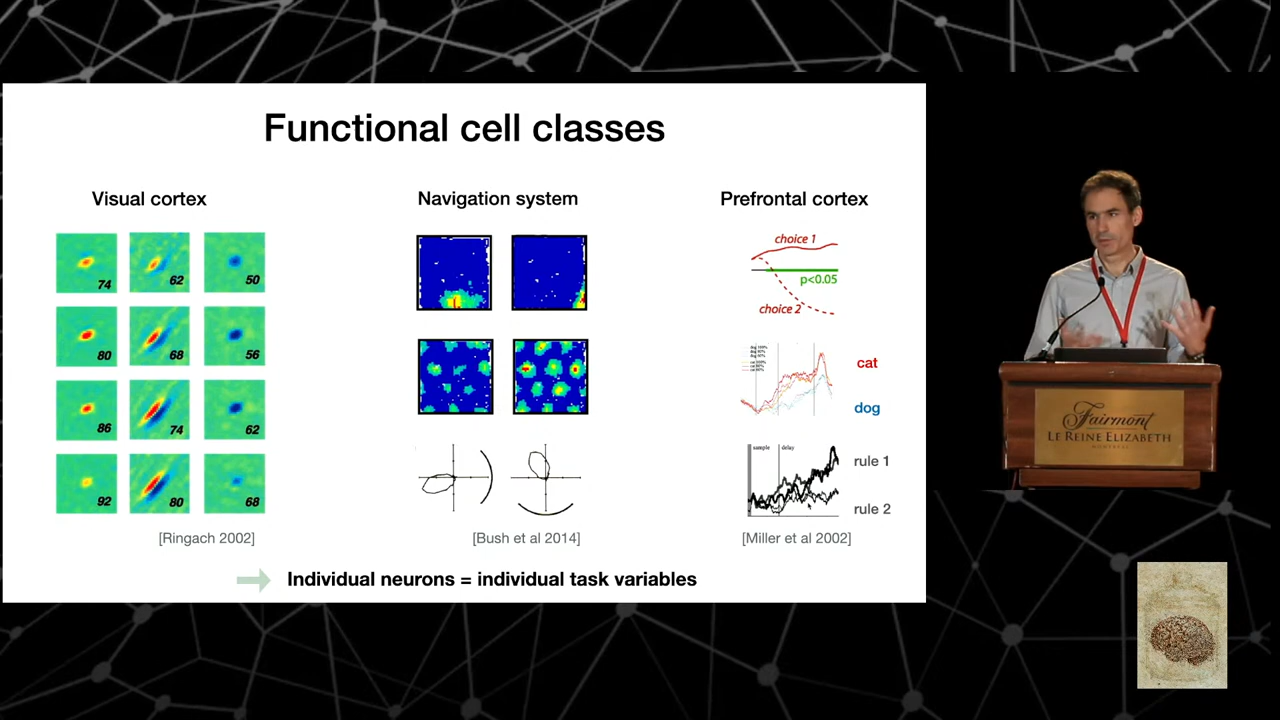 Functional cell classes
Visual cortex
74
62
50
80
68
56
86
74
62
92
80
68
[Ringach 2002]
Navigation system
[Bush et al 2014]
Prefrontal cortex
choice 1
p<0.05
choice 2
cat
dog
sample
delay
rule 1
rule 2
[Miller et al 2002]
Individual neurons = individual task variables
Fairmont
LE REINE ELIZABETH
MONTREAL